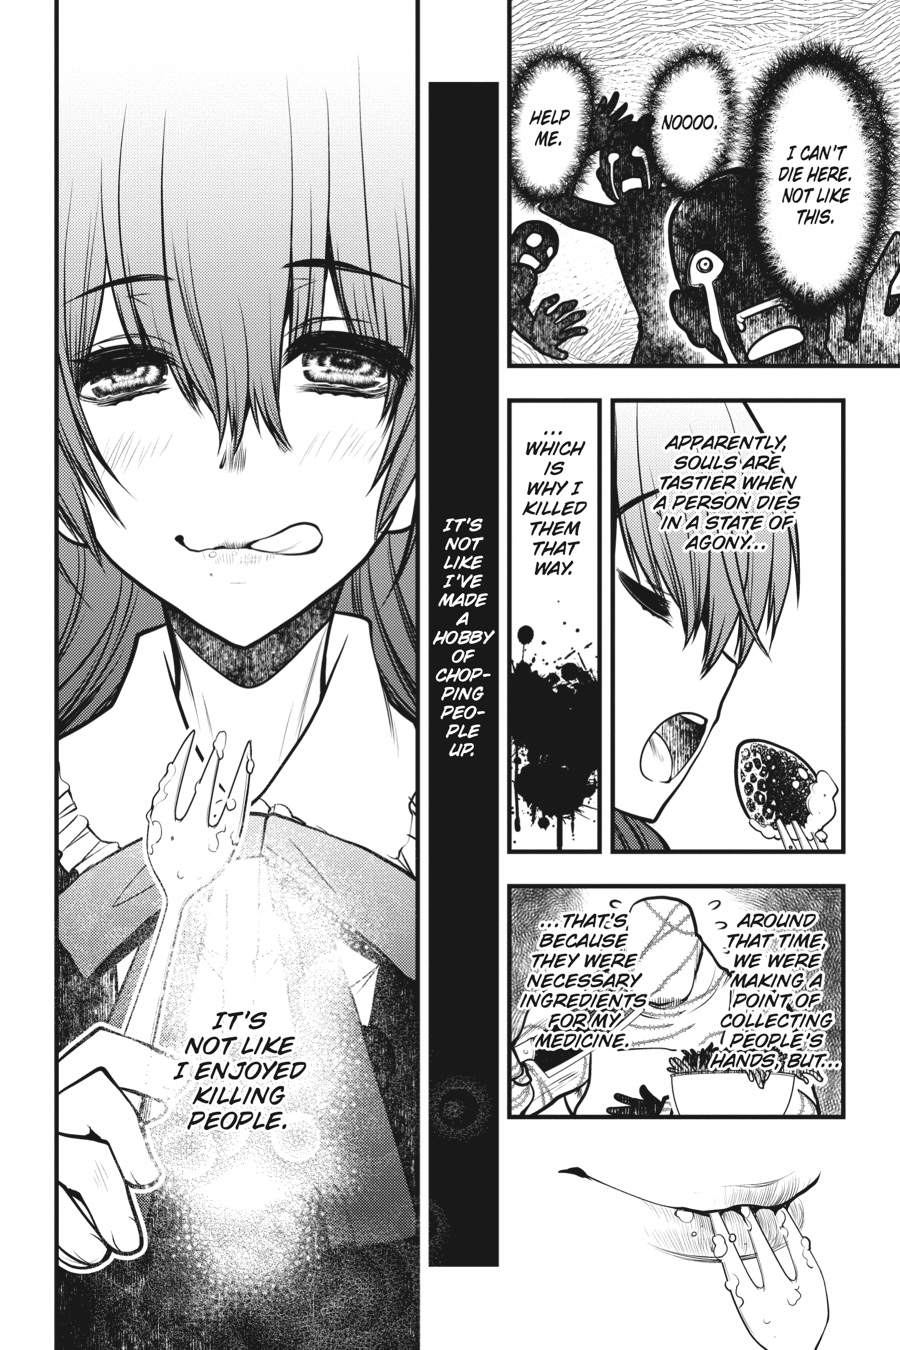 I CAN'T
DIE HERE.
NOT LIKE
THIS.
NOOOO.
HELP
ME.
APPARENTLY,
SOULS ARE
TASTIER WHEN
A PERSON DIES
IN A STATE OF
AGONY...
...
WHICH
IS
WHY I
KILLED
THEM
THAT
WAY.
AROUND
THAT TIME,
WE WERE
MAKING A
POINT OF
COLLECTING
PEOPLE'S
HANDS, BUT...
...THAT'S
BECAUSE
THEY WERE
NECESSARY
INGREDIENTS
FOR MY
MEDICINE.
IT'S
NOT
LIKE
I'VE
MADE
A
HOBBY
OF
CHOP-
PING
PEO-
PLE
UP.
IT'S
NOT LIKE
I ENJOYED
KILLING
PEOPLE.